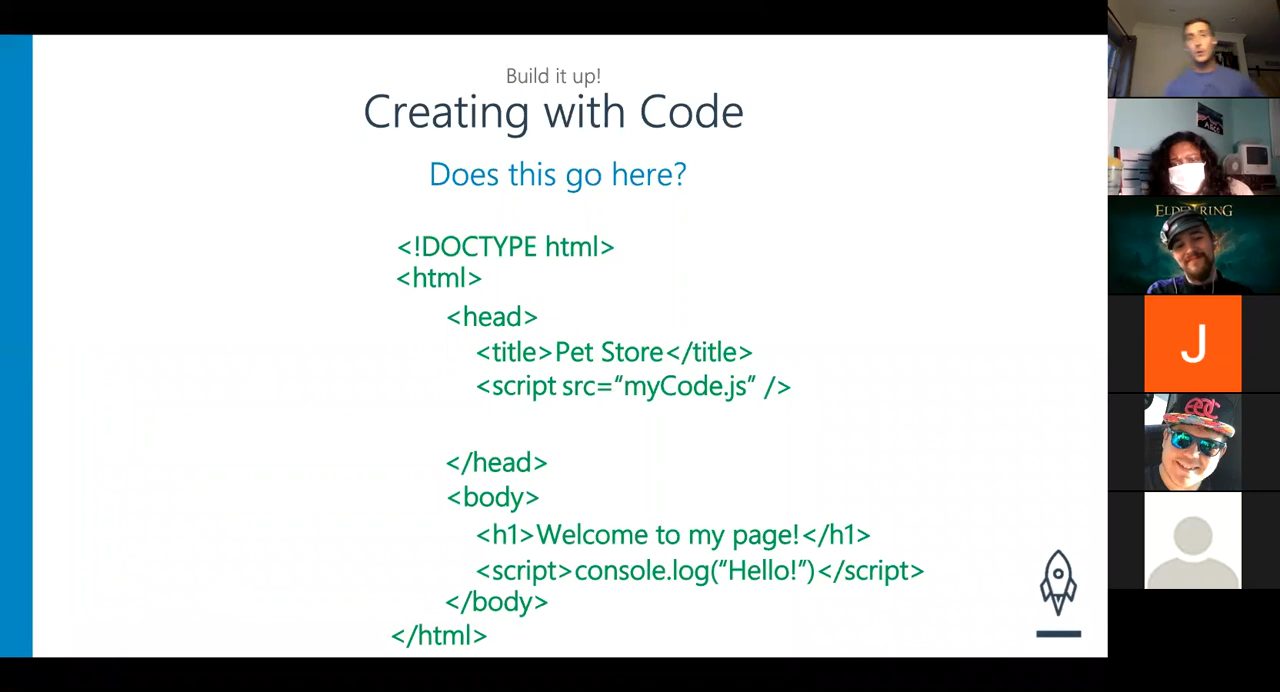 Build it up!
Creating with Code
Does this go here?
<!DOCTYPE html>
<html>
<head>
<title>Pet Store</title>
<script src=“myCode.js” />
</head>
<body>
<h1>Welcome to my page!</h1>
<script>console.log(“Hello!”)</script>
</body>
</html>
ELDEN RING
J